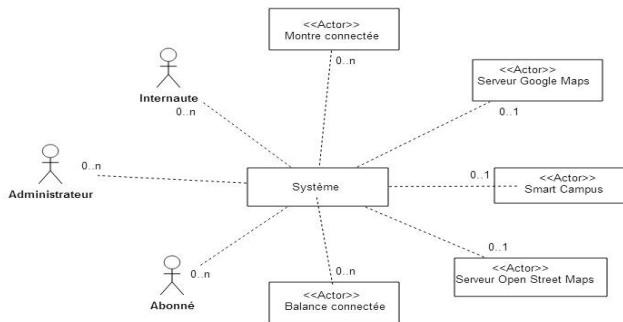 <<Actor>>
Montre connectée
0..n
<<Actor>>
Serveur Google Maps
0..1
Internaute
0..n
Administrateur
0..n
Systéme
0..1
<<Actor>>
Smart Campus
Abonné
0..n
0..n
<<Actor>>
Balance connectée
0..1
<<Actor>>
Serveur Open Street Maps